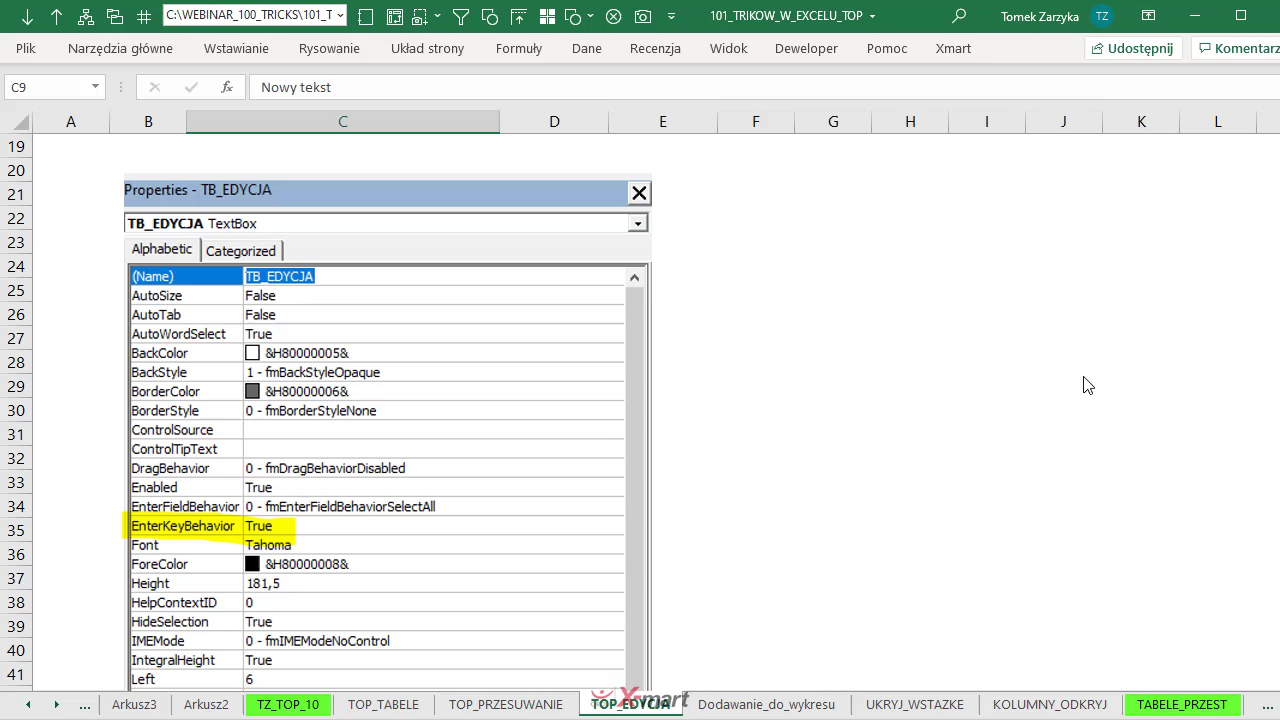 C:\WEBINAR_100_TRICKS\101_T
101_TRIKOW_W_EXCELU_TOP
Tomek Zarzyka
TZ
Plik
Narzędzia główne
Wstawianie
Rysowanie
Układ strony
Formuły
Dane
Recenzja
Widok
Deweloper
Pomoc
Xmart
Udostępnij
Komentarz
C9
fx
Nowy tekst
A B C D E F G H I J K L
19
20
21
22
23
24
25
26
27
28
29
30
31
32
33
34
35
36
37
38
39
40
41
Properties - TB_EDYCJA
TB_EDYCJA TextBox
Alphabetic Categorized
(Name) TB_EDYCJA
AutoSize False
AutoTab False
AutoWordSelect True
BackColor &H80000005&
BackStyle 1 - fmBackStyleOpaque
BorderColor &H80000006&
BorderStyle 0 - fmBorderStyleNone
ControlSource
ControlTipText
DragBehavior 0 - fmDragBehaviorDisabled
Enabled True
EnterFieldBehavior 0 - fmEnterFieldBehaviorSelectAll
EnterKeyBehavior True
Font Tahoma
ForeColor &H80000008&
Height 181,5
HelpContextID 0
HideSelection True
IMEMode 0 - fmIMEModeNoControl
IntegralHeight True
Left 6
X-mart
... Arkusz3 Arkusz2 TZ_TOP_10 TOP_TABELE TOP_PRZESUWANIE TOP_EDYCJA Dodawanie_do_wykresu UKRYJ_WSTAZKE KOLUMNY_ODKRYJ TABELE_PRZEST ...